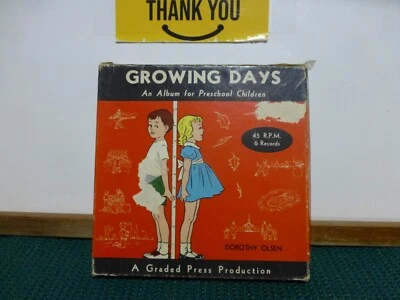 THANK YOU
GROWING DAYS
An Album for Preschool Children
45 R.P.M.
6 Records
DOROTHY OLSEN
A Graded Press Production